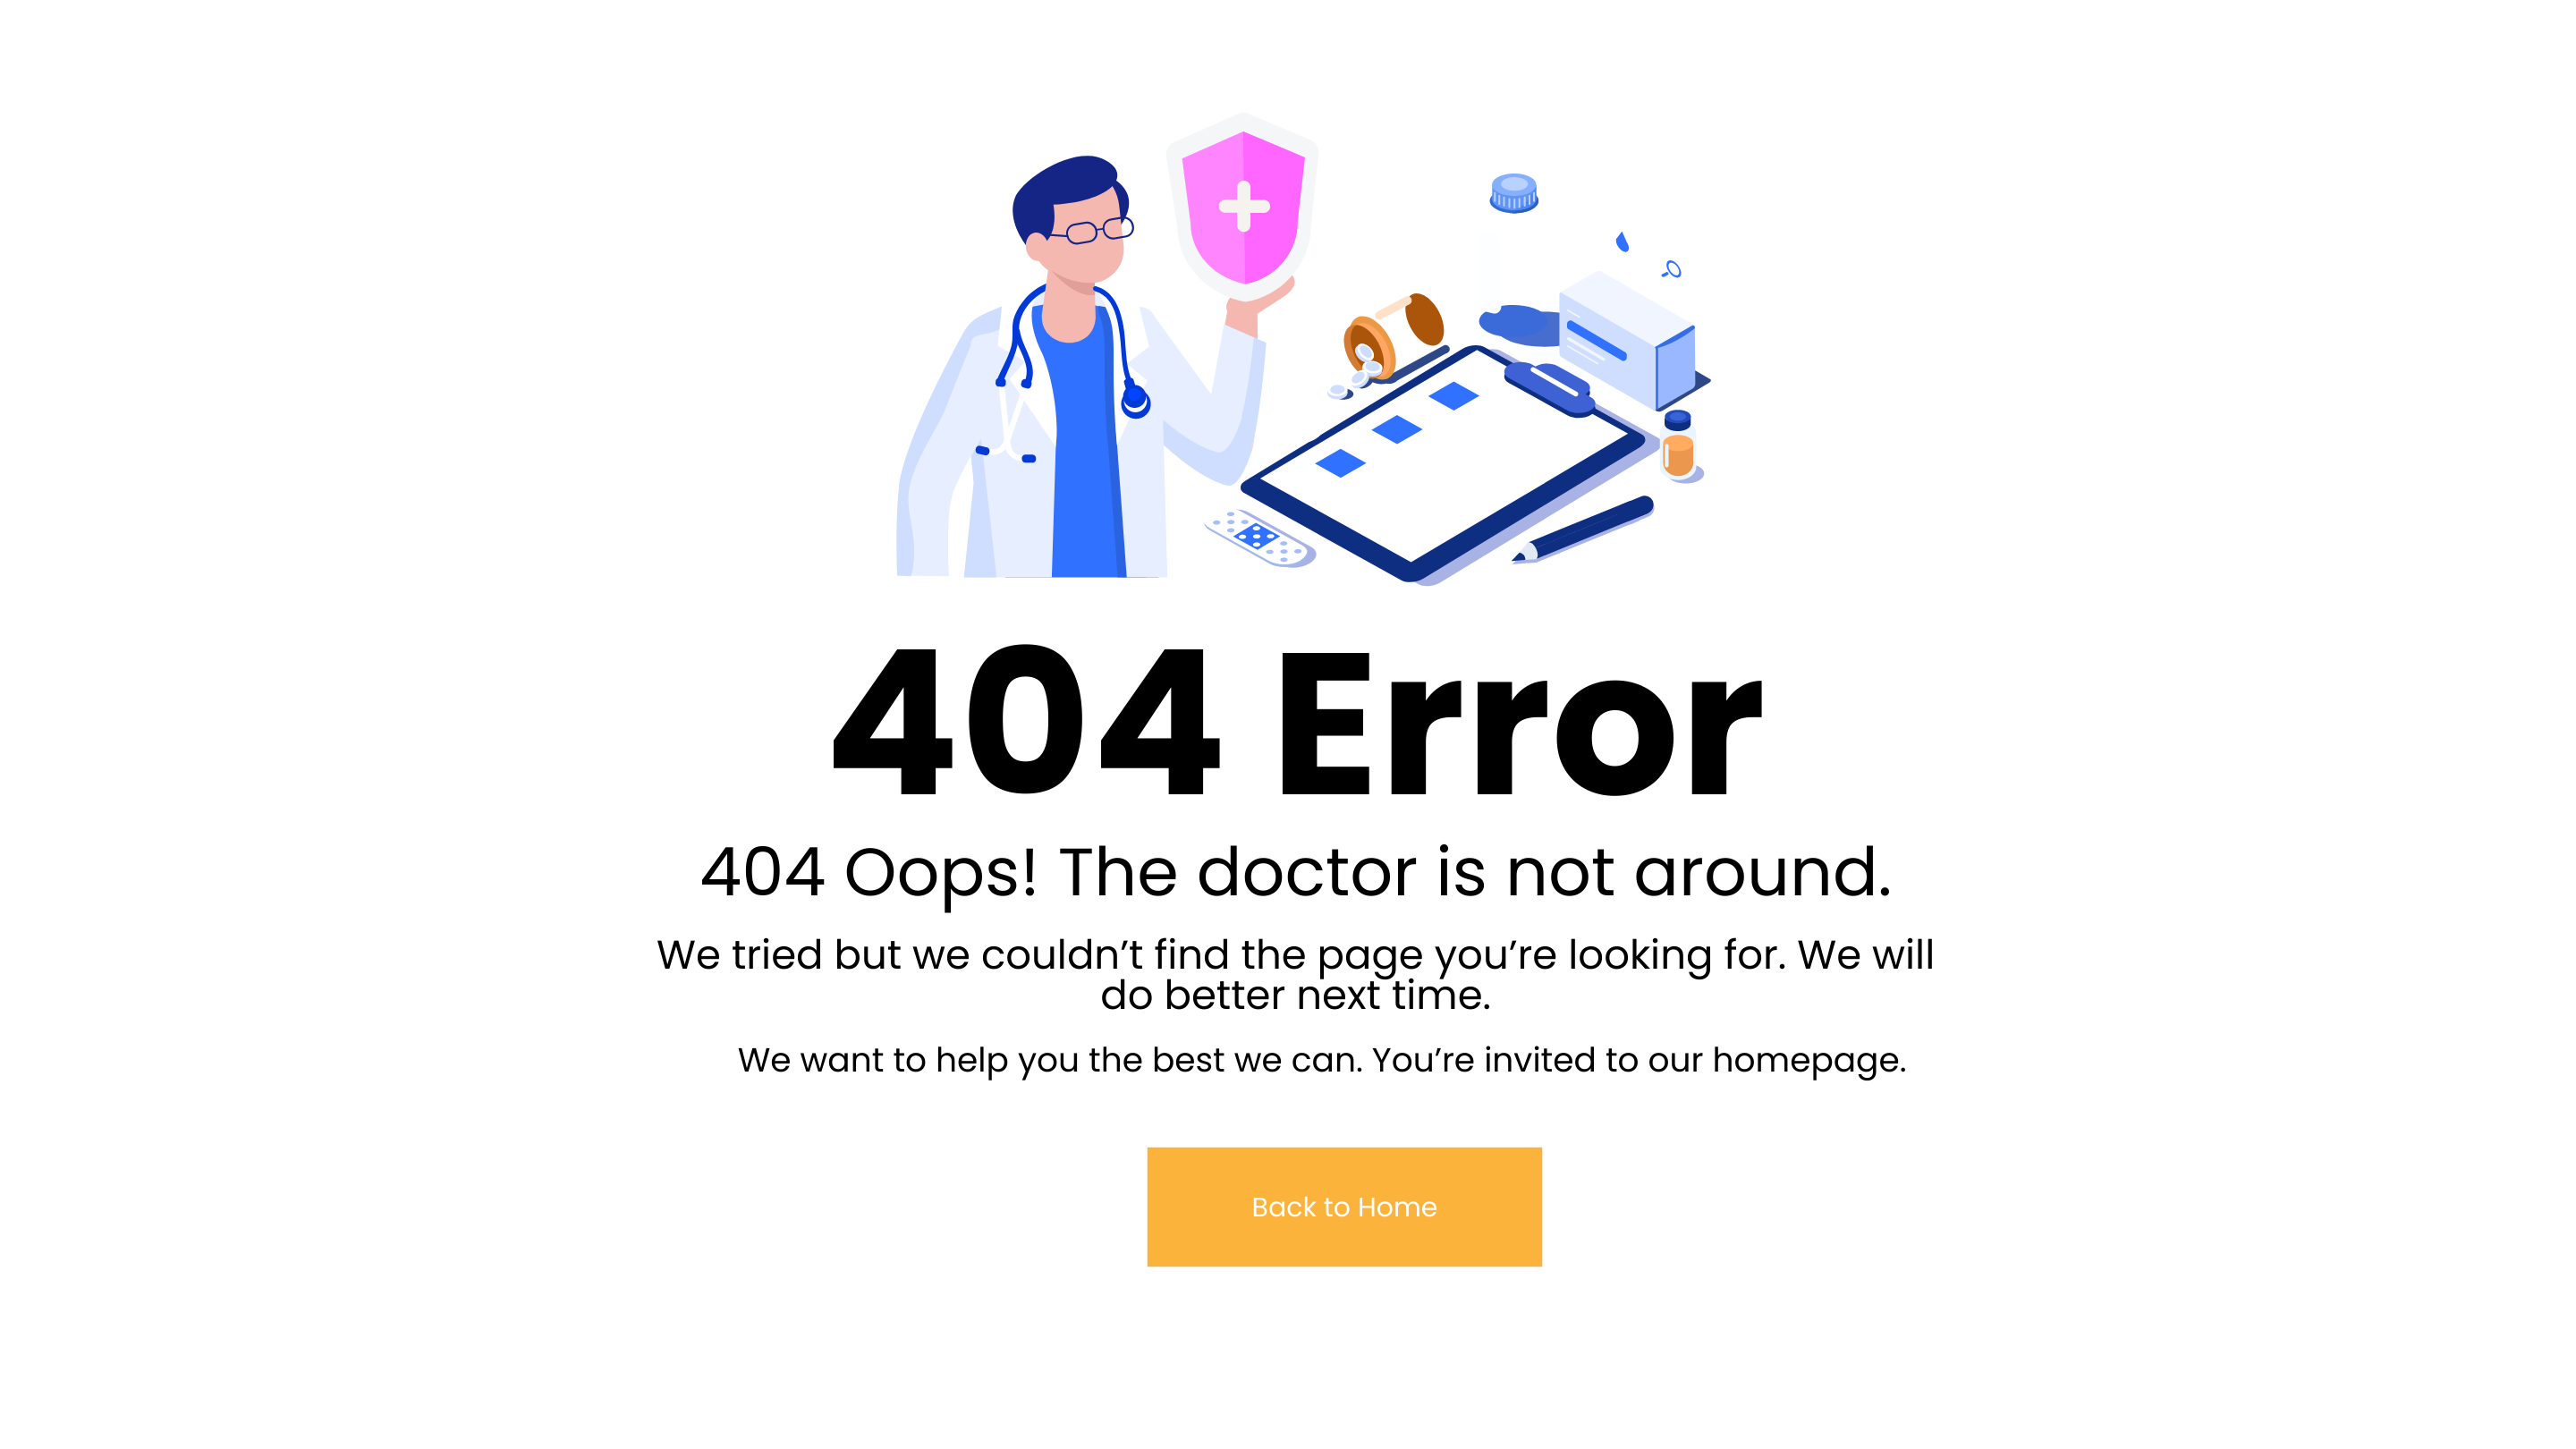 404 Error
404 Oops! The doctor is not around.
We tried but we couldn’t find the page you’re looking for. We will
do better next time.
We want to help you the best we can. You’re invited to our homepage.
Back to Home